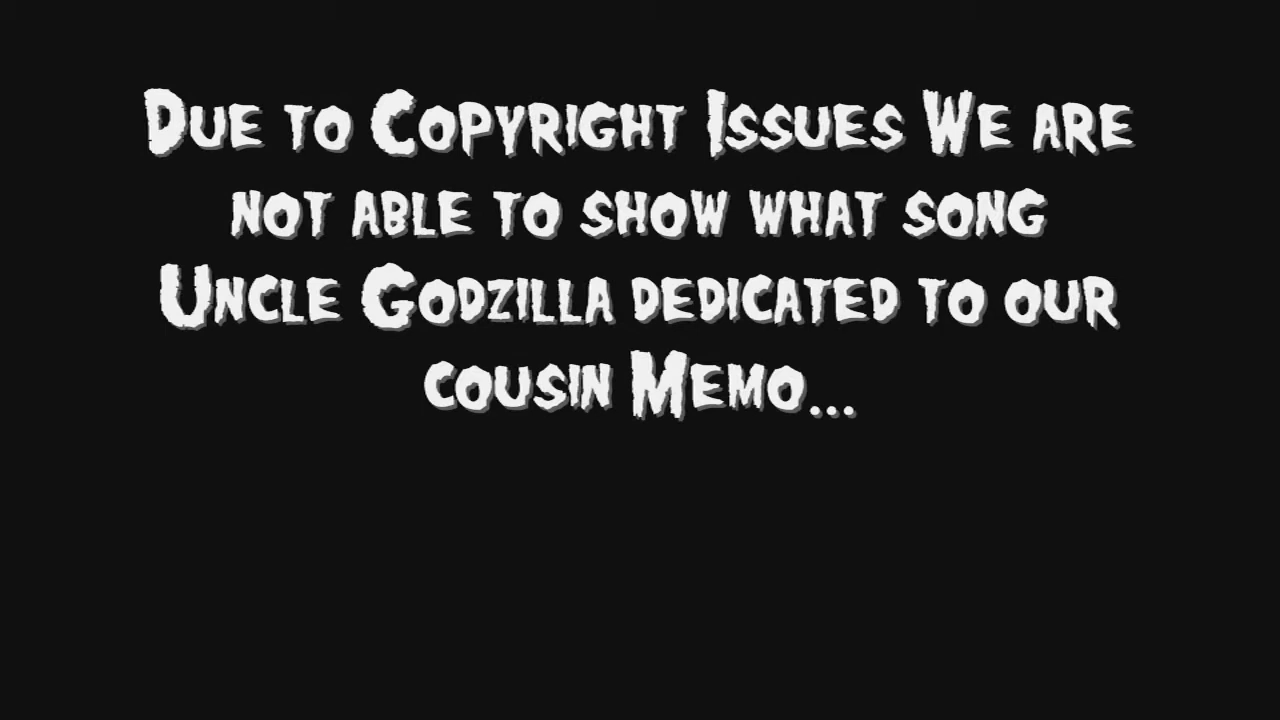 Due to Copyright Issues We are
not able to show what song
Uncle Godzilla dedicated to our
cousin Memo...